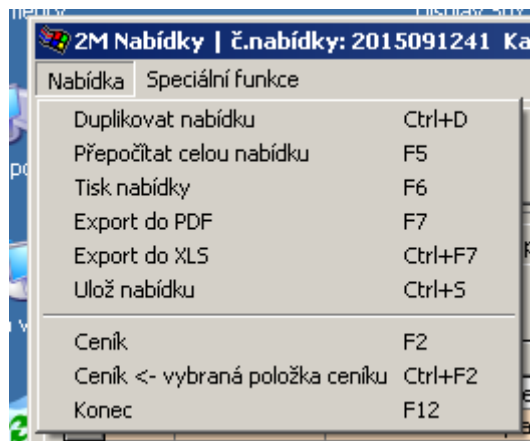 2M Nabídky | č.nabídky: 2015091241 Ka
Nabídka Speciální funkce
Duplikovat nabídku Ctrl+D
Přepočítat celou nabídku F5
Tisk nabídky F6
Export do PDF F7
Export do XLS Ctrl+F7
Ulož nabídku Ctrl+S
Ceník F2
Ceník <- vybraná položka ceníku Ctrl+F2
Konec F12